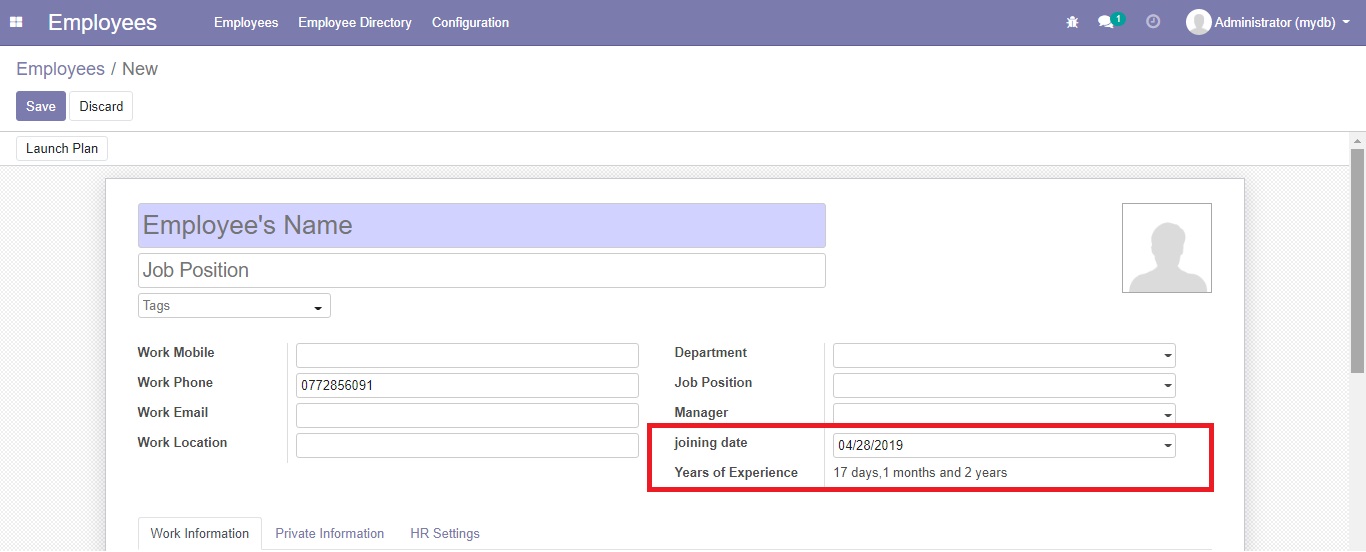 Employees Employees Employee Directory Configuration 1 Administrator (mydb)
Employees / New
Save Discard
Launch Plan
Employee's Name
Job Position
Tags
Work Mobile
Work Phone 0772856091
Work Email
Work Location
Department
Job Position
Manager
joining date 04/28/2019
Years of Experience 17 days,1 months and 2 years
Work Information Private Information HR Settings